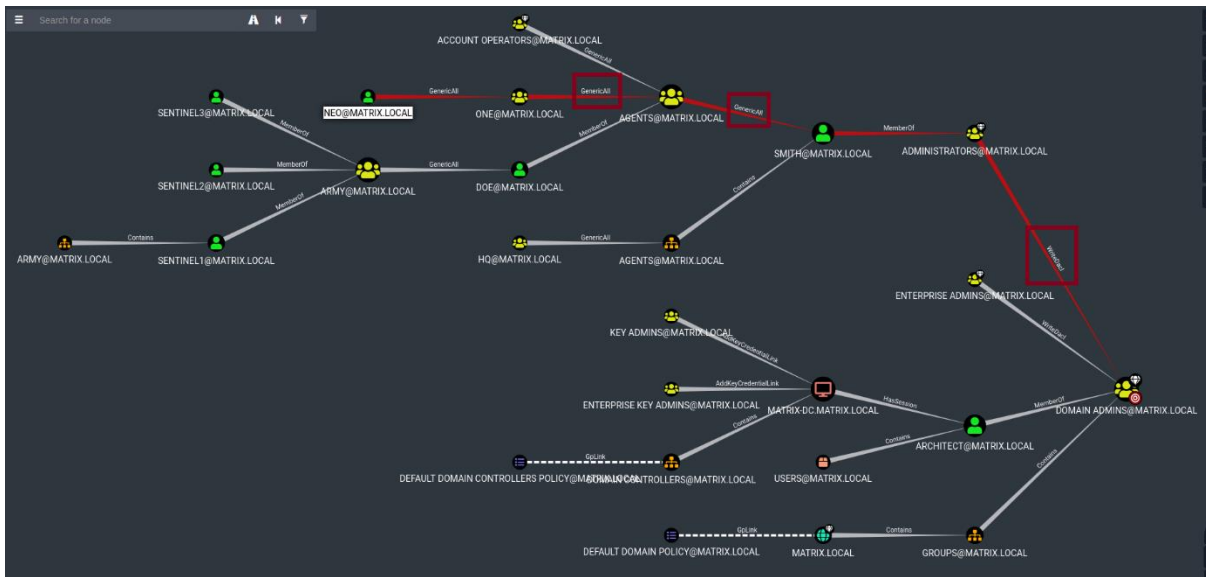 Search for a node
ACCOUNT OPERATORS@MATRIX.LOCAL
GenericAll
SENTINEL3@MATRIX.LOCAL
NEO@MATRIX.LOCAL
GenericAll
ONE@MATRIX.LOCAL
GenericAll
AGENTS@MATRIX.LOCAL
GenericAll
MemberOf
SMITH@MATRIX.LOCAL
MemberOf
ADMINISTRATORS@MATRIX.LOCAL
SENTINEL2@MATRIX.LOCAL
MemberOf
ARMY@MATRIX.LOCAL
GenericAll
DOE@MATRIX.LOCAL
MemberOf
Contains
MemberOf
ARMY@MATRIX.LOCAL
Contains
SENTINEL1@MATRIX.LOCAL
HQ@MATRIX.LOCAL
GenericAll
AGENTS@MATRIX.LOCAL
WriteDacl
ENTERPRISE ADMINS@MATRIX.LOCAL
WriteDacl
KEY ADMINS@MATRIX.LOCAL
AddKeyCredentialLink
ENTERPRISE KEY ADMINS@MATRIX.LOCAL
AddKeyCredentialLink
MATRIX-DC.MATRIX.LOCAL
HasSession
MemberOf
DOMAIN ADMINS@MATRIX.LOCAL
Contains
ARCHITECT@MATRIX.LOCAL
Contains
Contains
DEFAULT DOMAIN CONTROLLERS POLICY@MATRIX.LOCAL
GpLink
DOMAIN CONTROLLERS@MATRIX.LOCAL
USERS@MATRIX.LOCAL
DEFAULT DOMAIN POLICY@MATRIX.LOCAL
GpLink
MATRIX.LOCAL
Contains
GROUPS@MATRIX.LOCAL